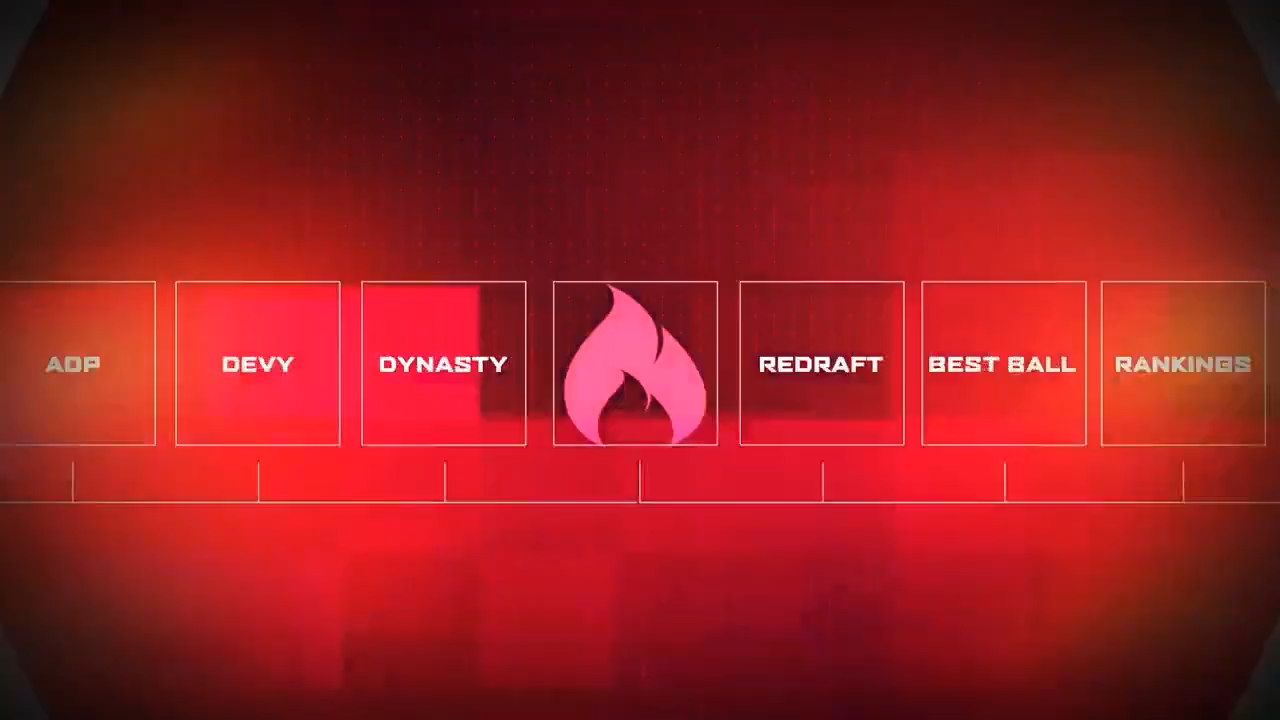 ADP
DEVY
DYNASTY
REDRAFT
BEST BALL
RANKINGS